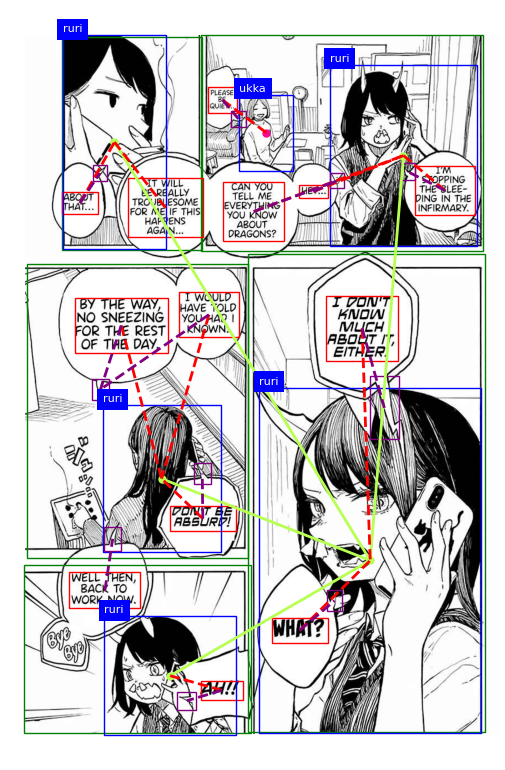 ruri
ukka
I'M
STOPPING
THE BLEE-
DING IN THE
INFIRMARY.
PLEASE
BE
QUIET...
HEY...
CAN YOU
TELL ME
EVERYTHING
YOU KNOW
ABOUT
DRAGONS?
ruri
IT WILL
BE REALLY
TROUBLESOME
FOR ME IF THIS
HAPPENS
AGAIN...
ABOUT
THAT...
ruri
I DON'T
KNOW
MUCH
ABOUT IT,
EITHER.
WHAT?
I WOULD
HAVE TOLD
YOU HAD I
KNOWN.
BY THE WAY,
NO SNEEZING
FOR THE REST
OF THE DAY.
ruri
DON'T BE
ABSURD!
WELL THEN,
BACK TO
WORK NOW.
BYE
BYE
ruri
AH!!